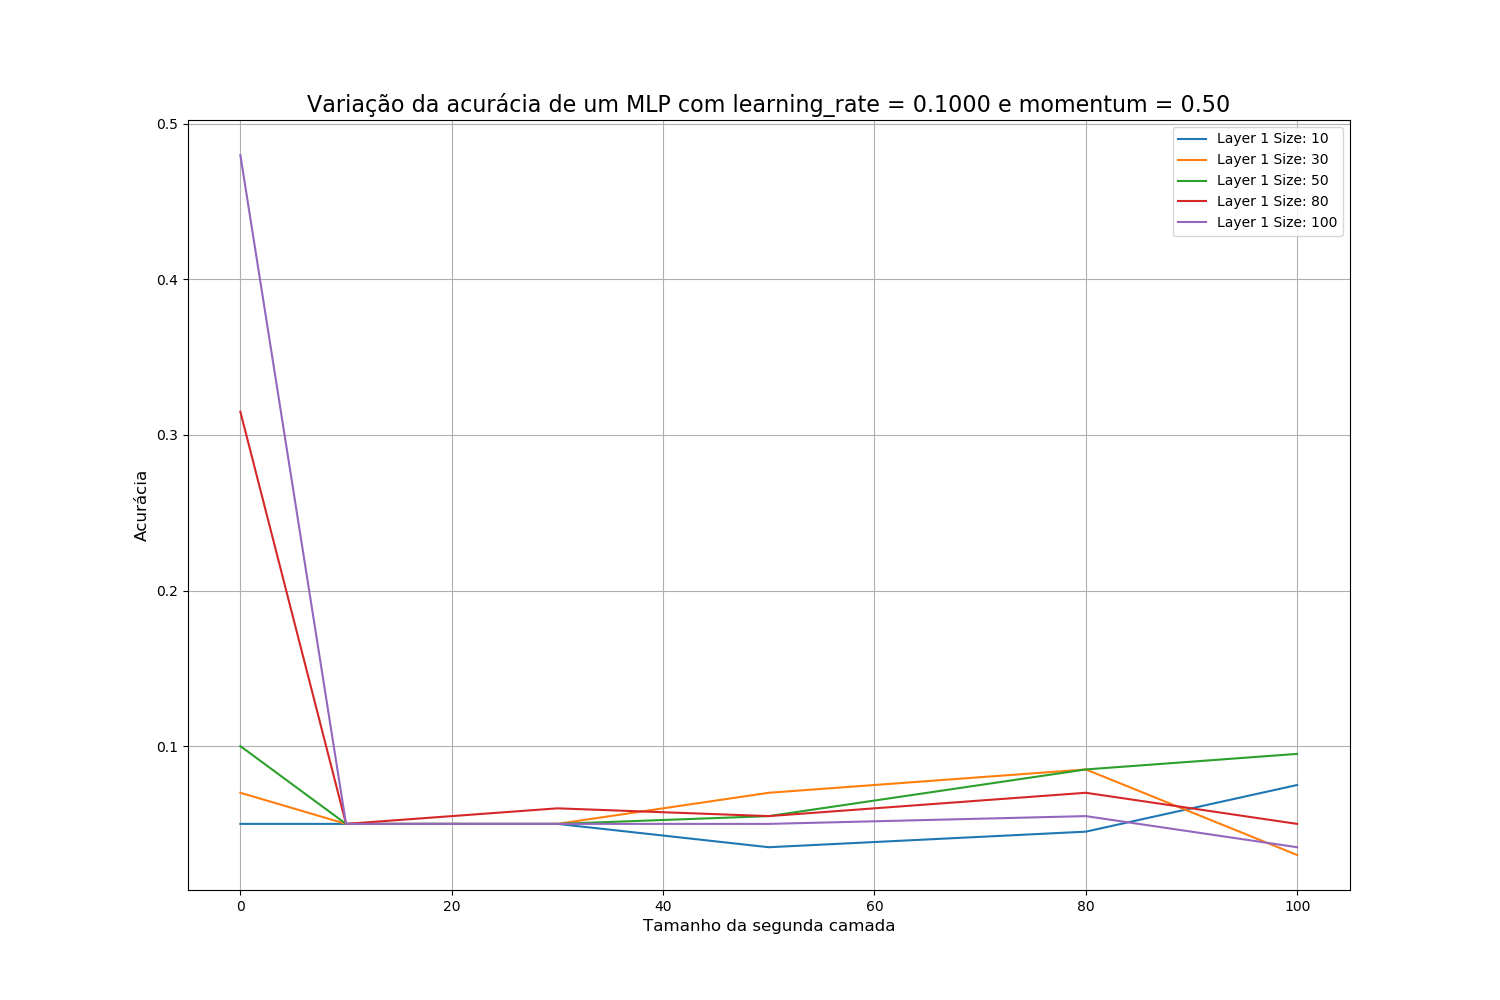 Variação da acurácia de um MLP com learning_rate = 0.1000 e momentum = 0.50
Layer 1 Size: 10
Layer 1 Size: 30
Layer 1 Size: 50
Layer 1 Size: 80
Layer 1 Size: 100
0.5
0.4
0.3
0.2
0.1
Acurácia
0 20 40 60 80 100
Tamanho da segunda camada